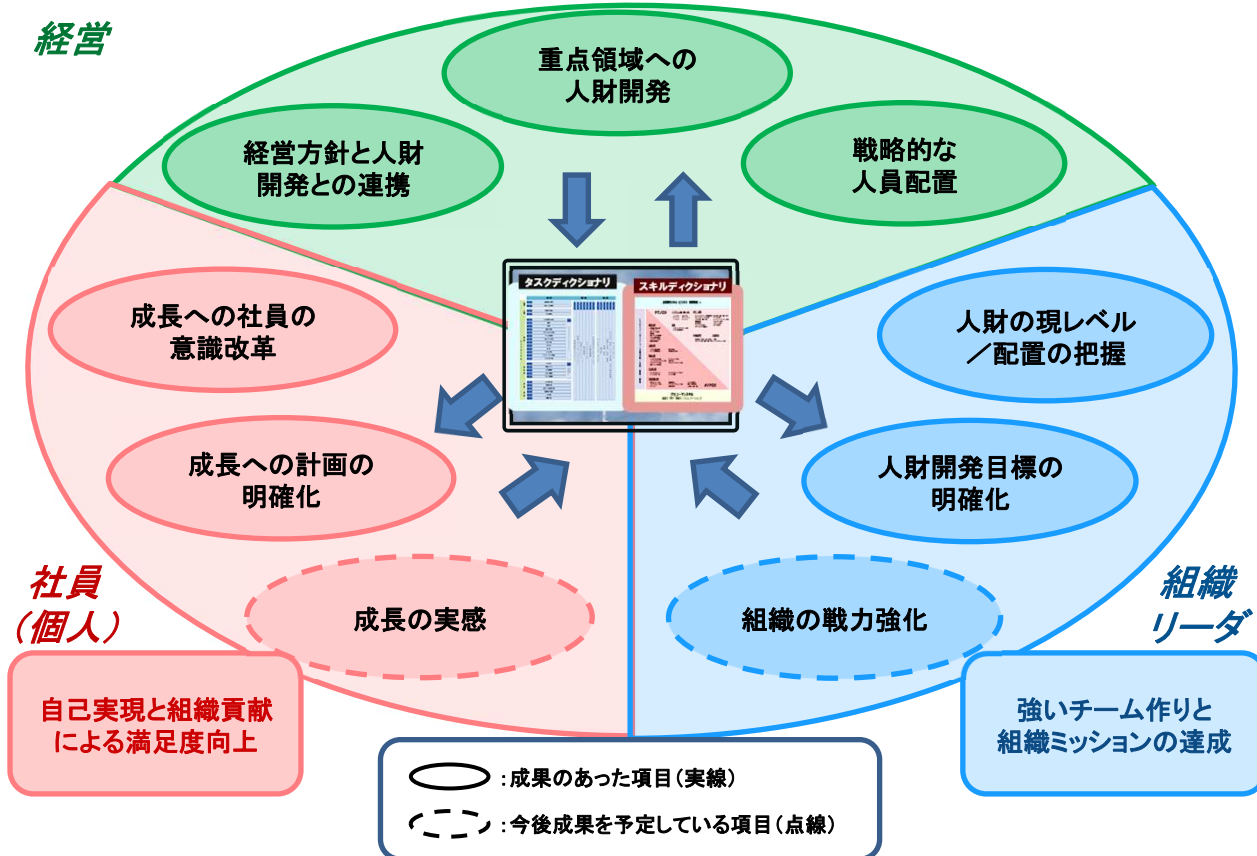 経営
重点領域への
人財開発
経営方針と人財
開発との連携
戦略的な
人員配置
タスクディクショナリ
スキルディクショナリ
成長への社員の
意識改革
人財の現レベル
／配置の把握
成長への計画の
明確化
人財開発目標の
明確化
成長の実感
組織の戦力強化
社員
（個人）
組織
リーダ
自己実現と組織貢献
による満足度向上
強いチーム作りと
組織ミッションの達成
：成果のあった項目（実線）
：今後成果を予定している項目（点線）